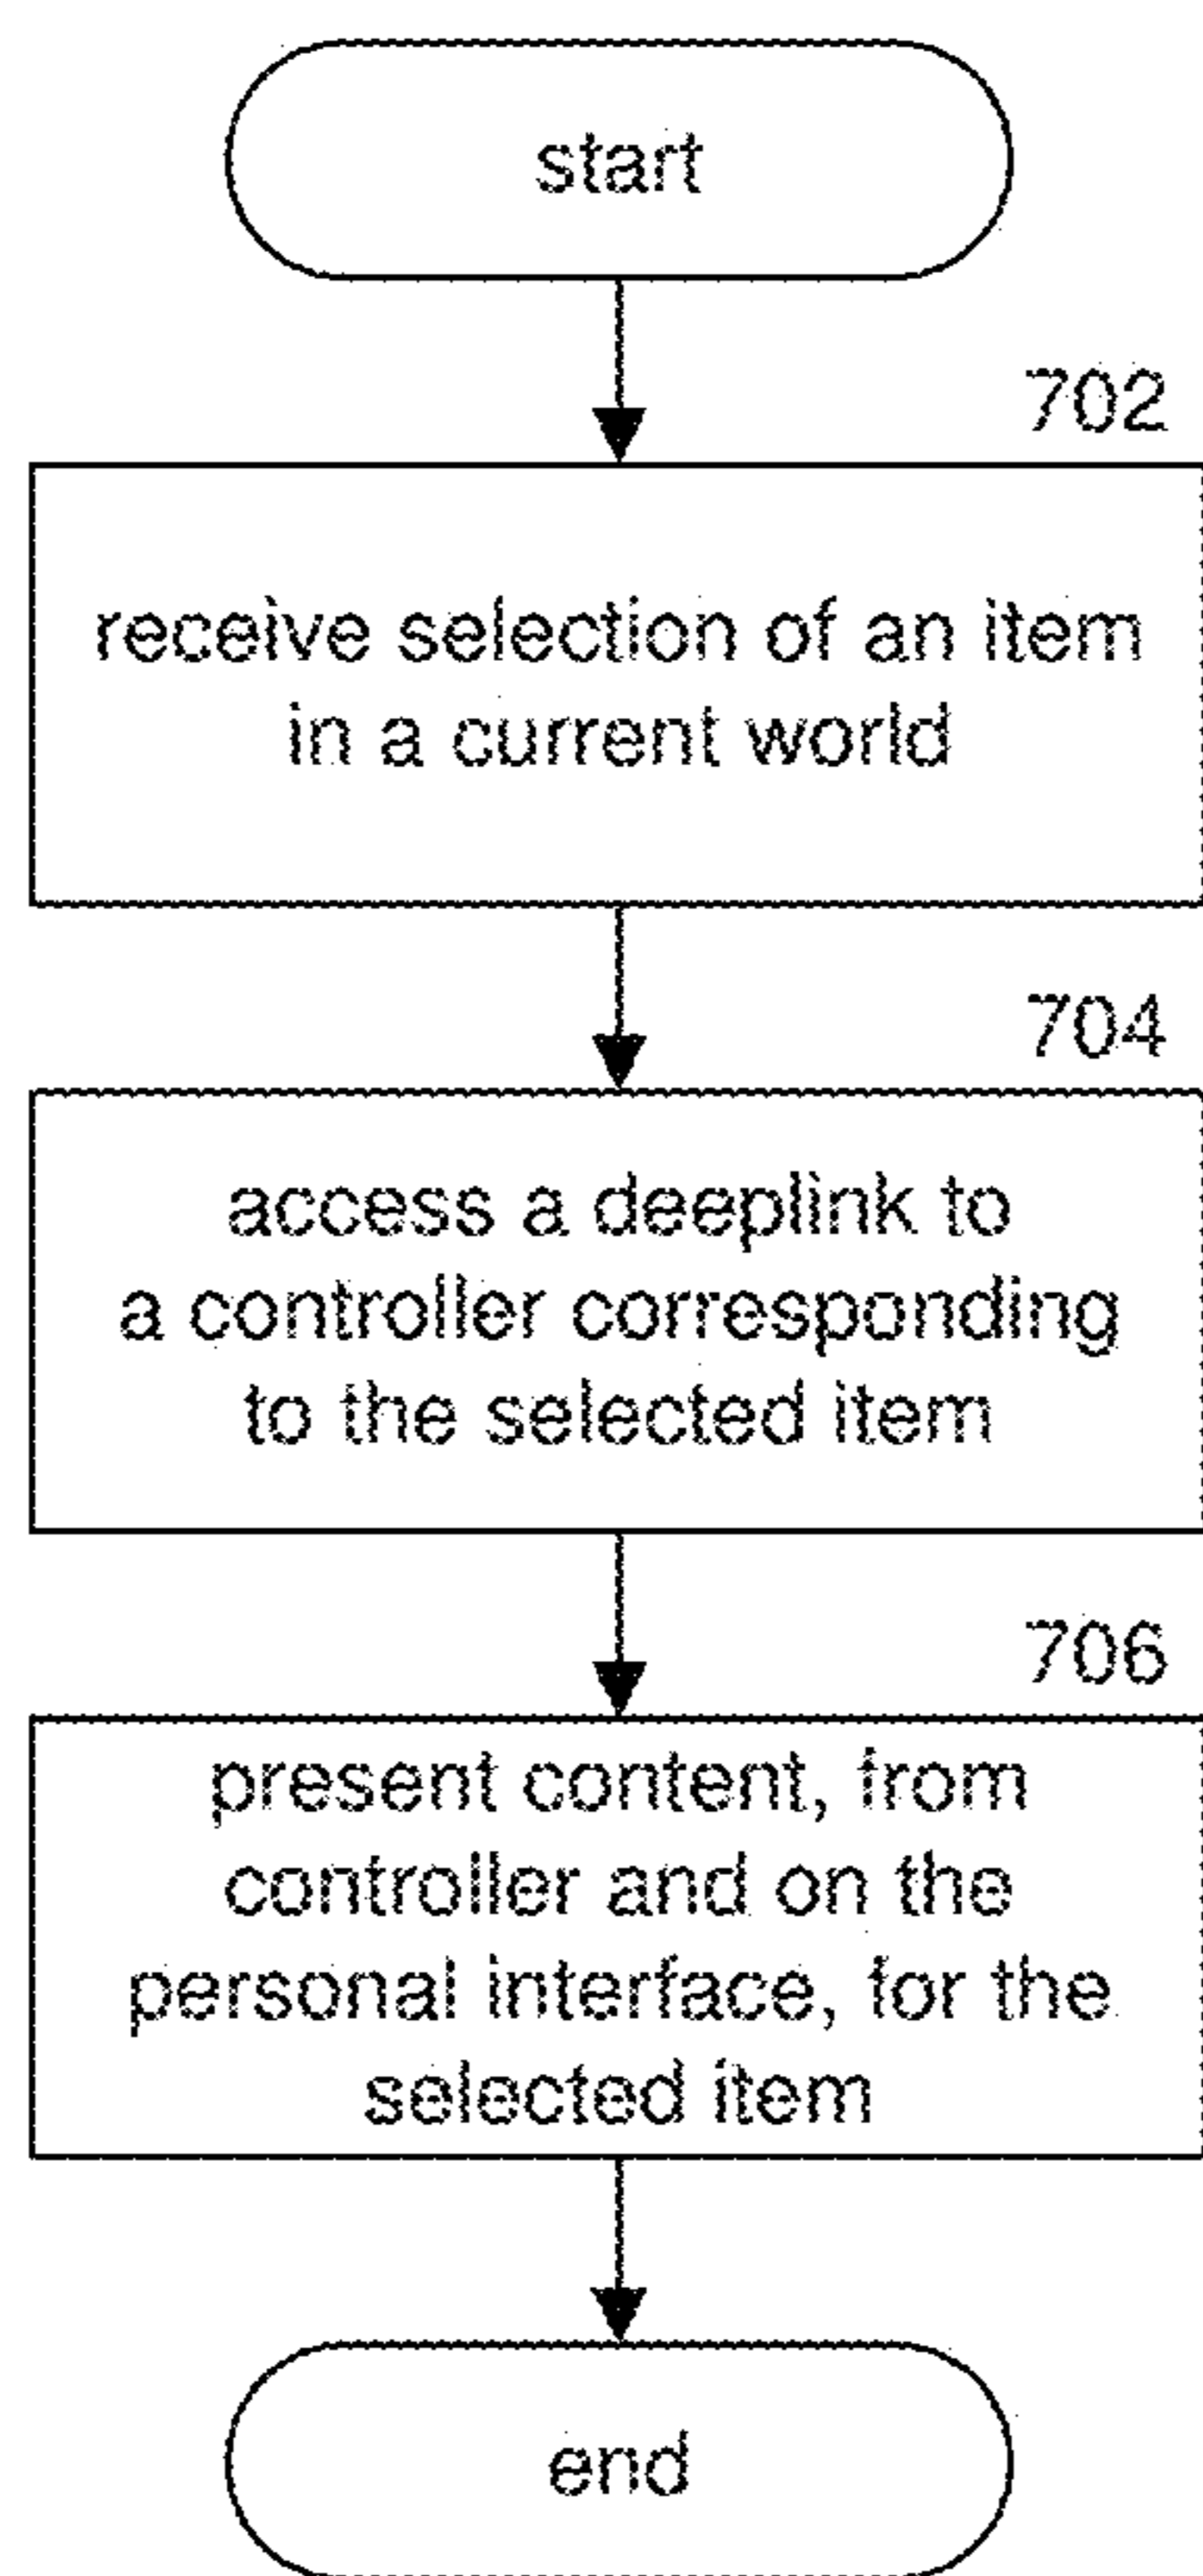 start
702
receive selection of an item
in a current world
704
access a deeplink to
a controller corresponding
to the selected item
706
present content, from
controller and on the
personal interface, for the
selected item
end